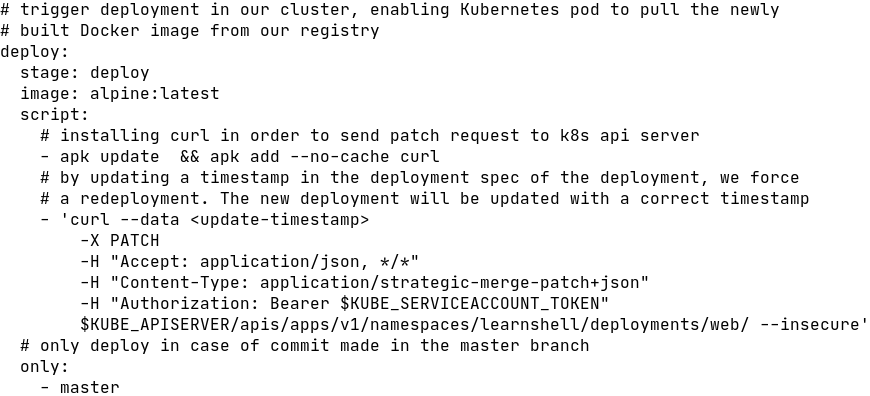 # trigger deployment in our cluster, enabling Kubernetes pod to pull the newly
# built Docker image from our registry
deploy:
  stage: deploy
  image: alpine:latest
  script:
    # installing curl in order to send patch request to k8s api server
    - apk update  && apk add --no-cache curl
    # by updating a timestamp in the deployment spec of the deployment, we force
    # a redeployment. The new deployment will be updated with a correct timestamp
    - 'curl --data <update-timestamp>
        -X PATCH
        -H "Accept: application/json, */*"
        -H "Content-Type: application/strategic-merge-patch+json"
        -H "Authorization: Bearer $KUBE_SERVICEACCOUNT_TOKEN"
        $KUBE_APISERVER/apis/apps/v1/namespaces/learnshell/deployments/web/ --insecure'
  # only deploy in case of commit made in the master branch
  only:
    - master